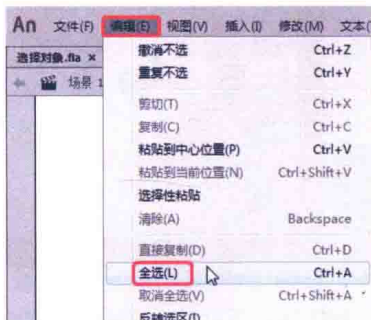 An 文件(F) 编辑(E) 视图(V) 插入(I) 修改(M) 文本(
选择对象.fla ×
场景 1
撤消不选 Ctrl+Z
重复不选 Ctrl+Y
剪切(T) Ctrl+X
复制(C) Ctrl+C
粘贴到中心位置(P) Ctrl+V
粘贴到当前位置(N) Ctrl+Shift+V
选择性粘贴
清除(A) Backspace
直接复制(D) Ctrl+D
全选(L) Ctrl+A
取消全选(V) Ctrl+Shift+A
反转选区(I)